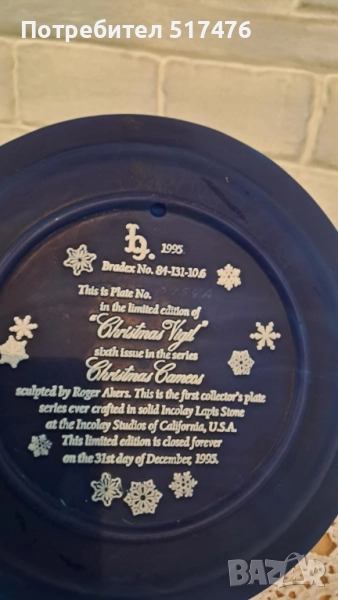 Потребител 517476
1995
Bradex No. 84-I31-10.6
This is Plate No.
in the limited edition of
"Christmas Vigil"
sixth issue in the series
Christmas Cameos
sculpted by Roger Akers. This is the first collector's plate
series ever crafted in solid Incolay Lapis Stone
at the Incolay Studios of California, U.S.A.
This limited edition is closed forever
on the 31st day of December, 1995.
BAZAR